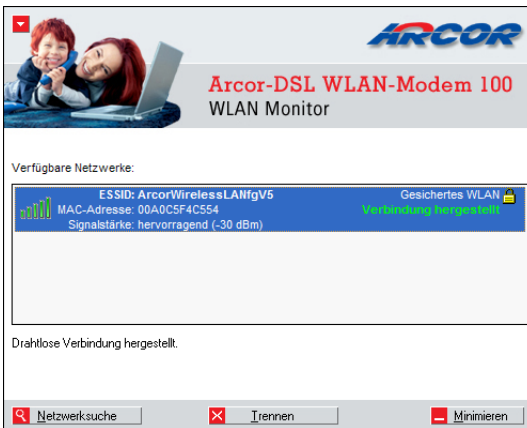 ARCOR
Arcor-DSL WLAN-Modem 100
WLAN Monitor
Verfügbare Netzwerke:
ESSID: ArcorWirelessLANfgV5 Gesichertes WLAN
MAC-Adresse: 00A0C5F4C554 Verbindung hergestellt
Signalstärke: hervorragend (-30 dBm)
Drahtlose Verbindung hergestellt.
Netzwerksuche Trennen Minimieren